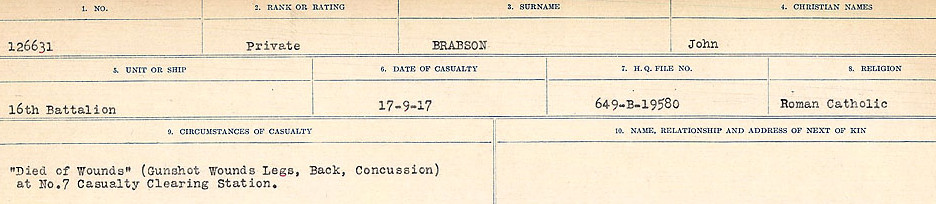 1. NO. 2. RANK OR RATING 3. SURNAME 4. CHRISTIAN NAMES
126631 Private BRABSON John
5. UNIT OR SHIP 6. DATE OF CASUALTY 7. H.Q. FILE NO. 8. RELIGION
16th Battalion 17-9-17 649-B-19580 Roman Catholic
9. CIRCUMSTANCES OF CASUALTY 10. NAME, RELATIONSHIP AND ADDRESS OF NEXT OF KIN
"Died of Wounds" (Gunshot Wounds Legs, Back, Concussion)
at No.7 Casualty Clearing Station.